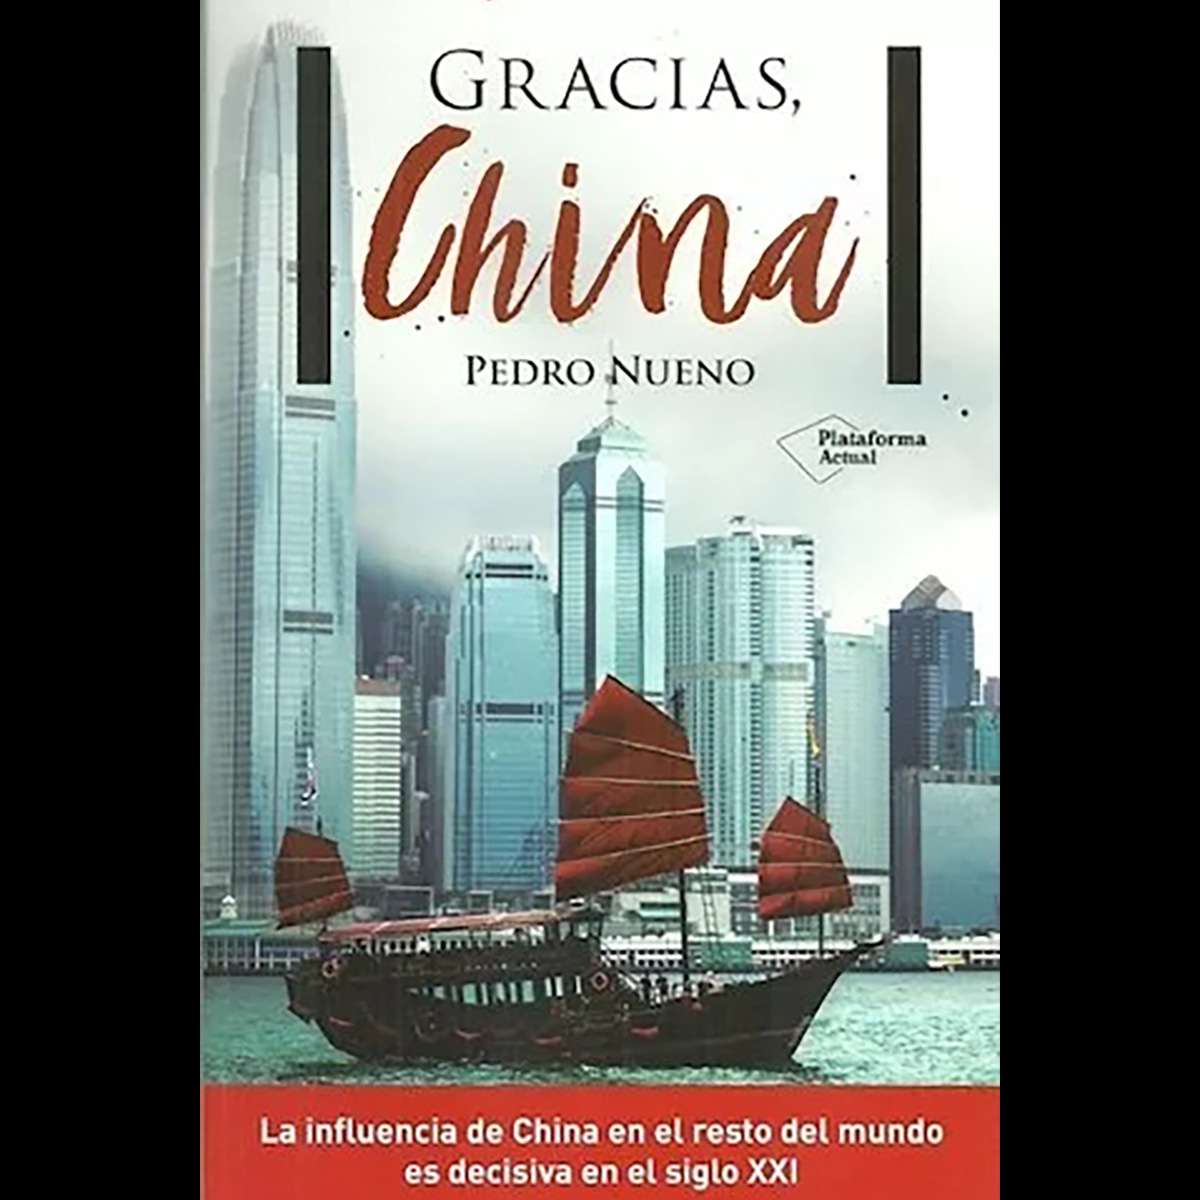 GRACIAS,
China
PEDRO NUENO
Plataforma
Actual
La influencia de China en el resto del mundo
es decisiva en el siglo XXI